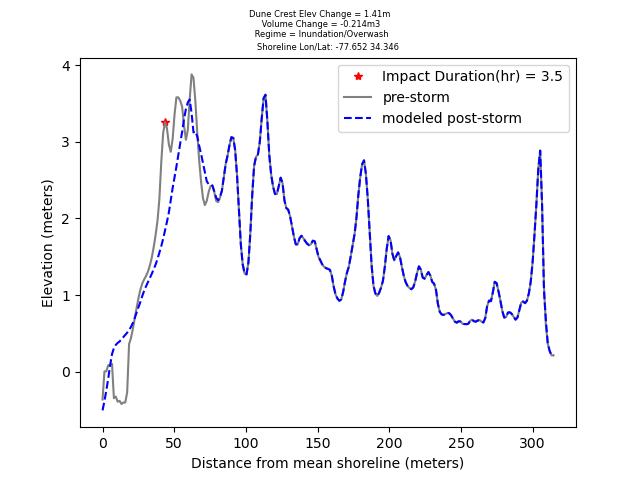 Dune Crest Elev Change = 1.41m
Volume Change = -0.214m3
Regime = Inundation/Overwash
Shoreline Lon/Lat: -77.652 34.346
Impact Duration(hr) = 3.5
pre-storm
modeled post-storm
4
3
2
1
0
Elevation (meters)
0 50 100 150 200 250 300
Distance from mean shoreline (meters)